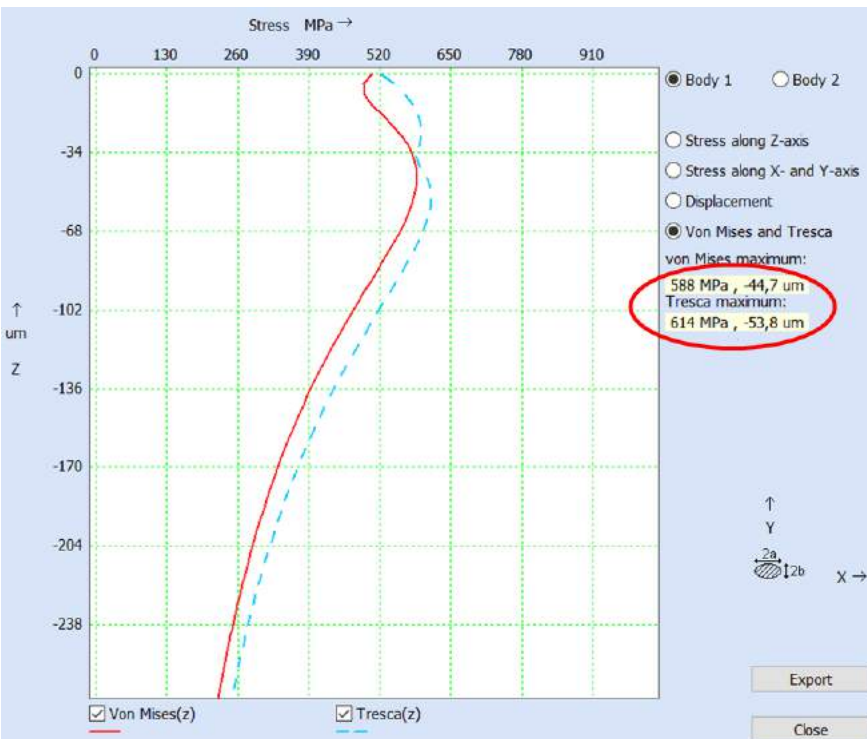 Stress MPa →
0 130 260 390 520 650 780 910
0
-34
-68
-102
-136
-170
-204
-238
↑
um
Z
Body 1 Body 2
Stress along Z-axis
Stress along X- and Y-axis
Displacement
Von Mises and Tresca
von Mises maximum:
588 MPa , -44,7 um
Tresca maximum:
614 MPa , -53,8 um
↑
Y
2a
2b X →
Von Mises(z) Tresca(z)
Export
Close